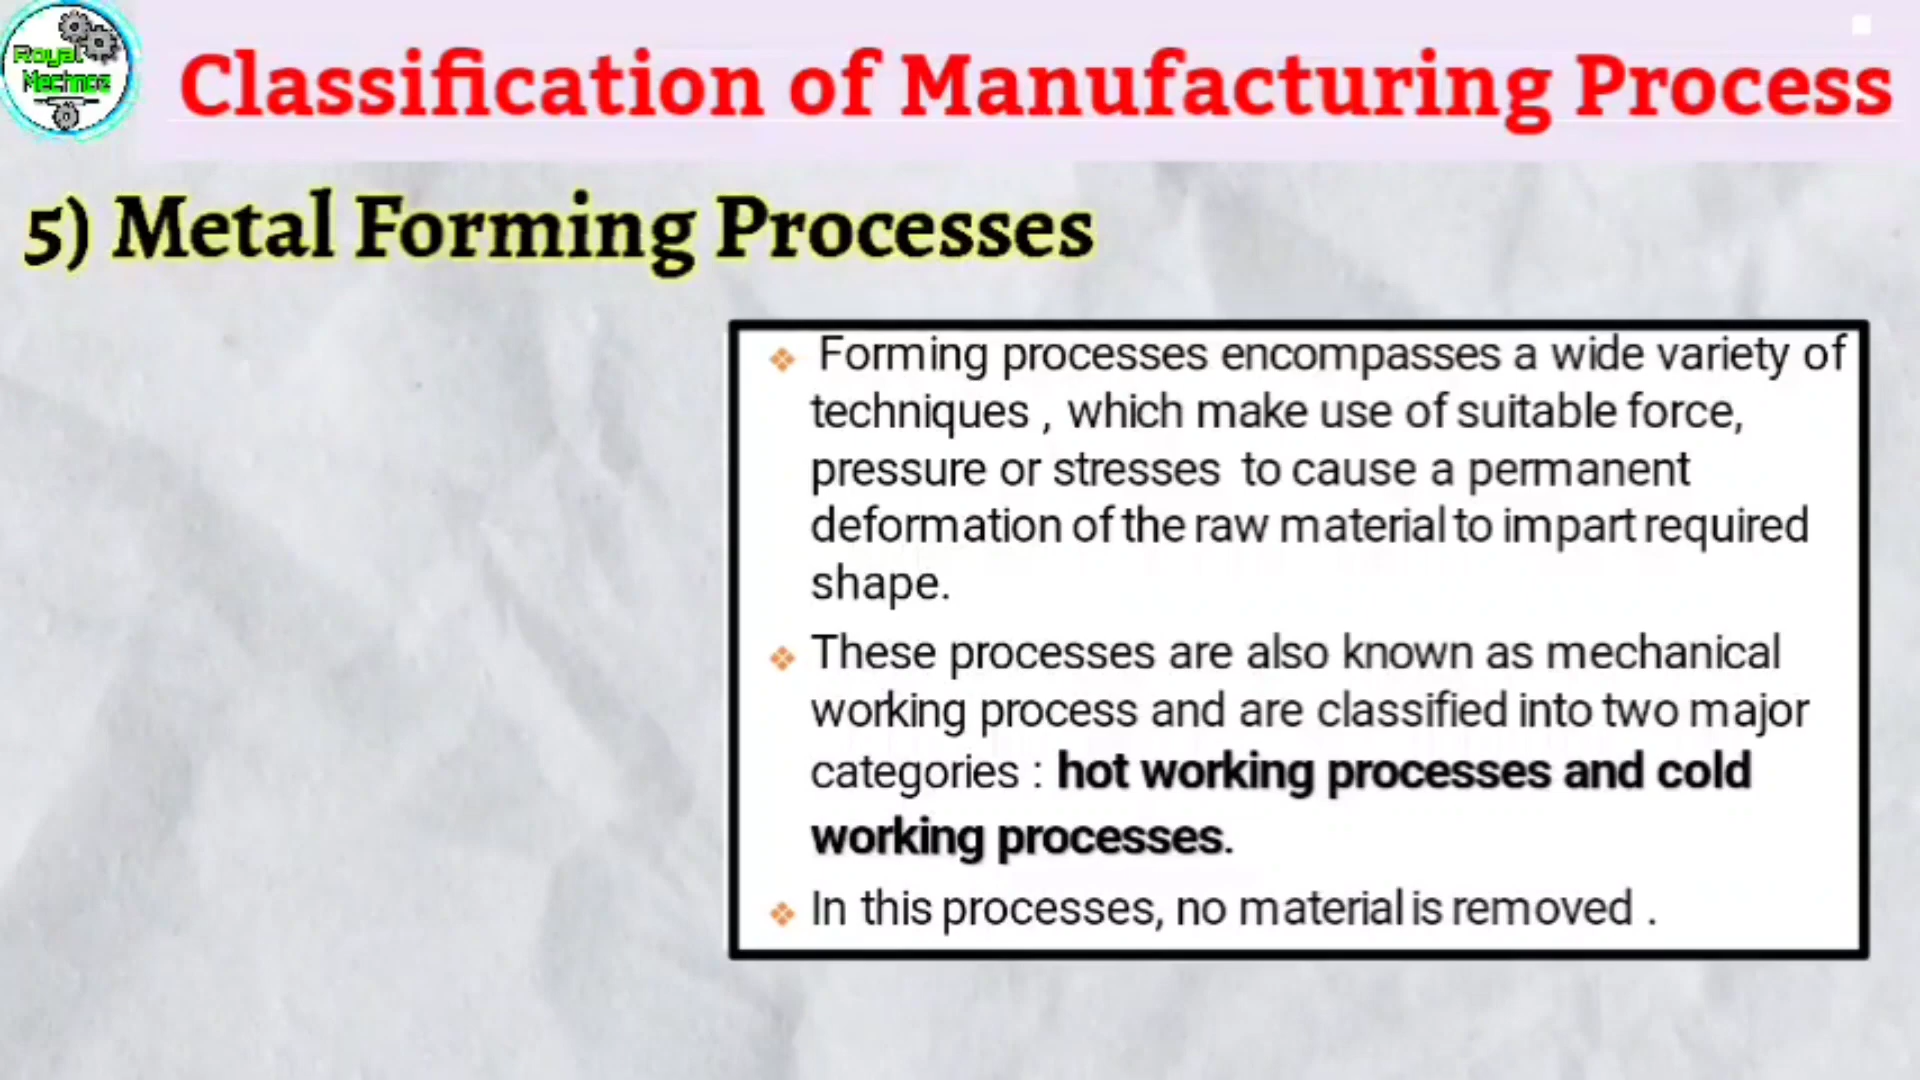 Royal
Mechnoz
Classification of Manufacturing Process
5) Metal Forming Processes
❖ Forming processes encompasses a wide variety of
techniques , which make use of suitable force,
pressure or stresses to cause a permanent
deformation of the raw material to impart required
shape.
❖ These processes are also known as mechanical
working process and are classified into two major
categories : hot working processes and cold
working processes.
❖ In this processes, no material is removed .